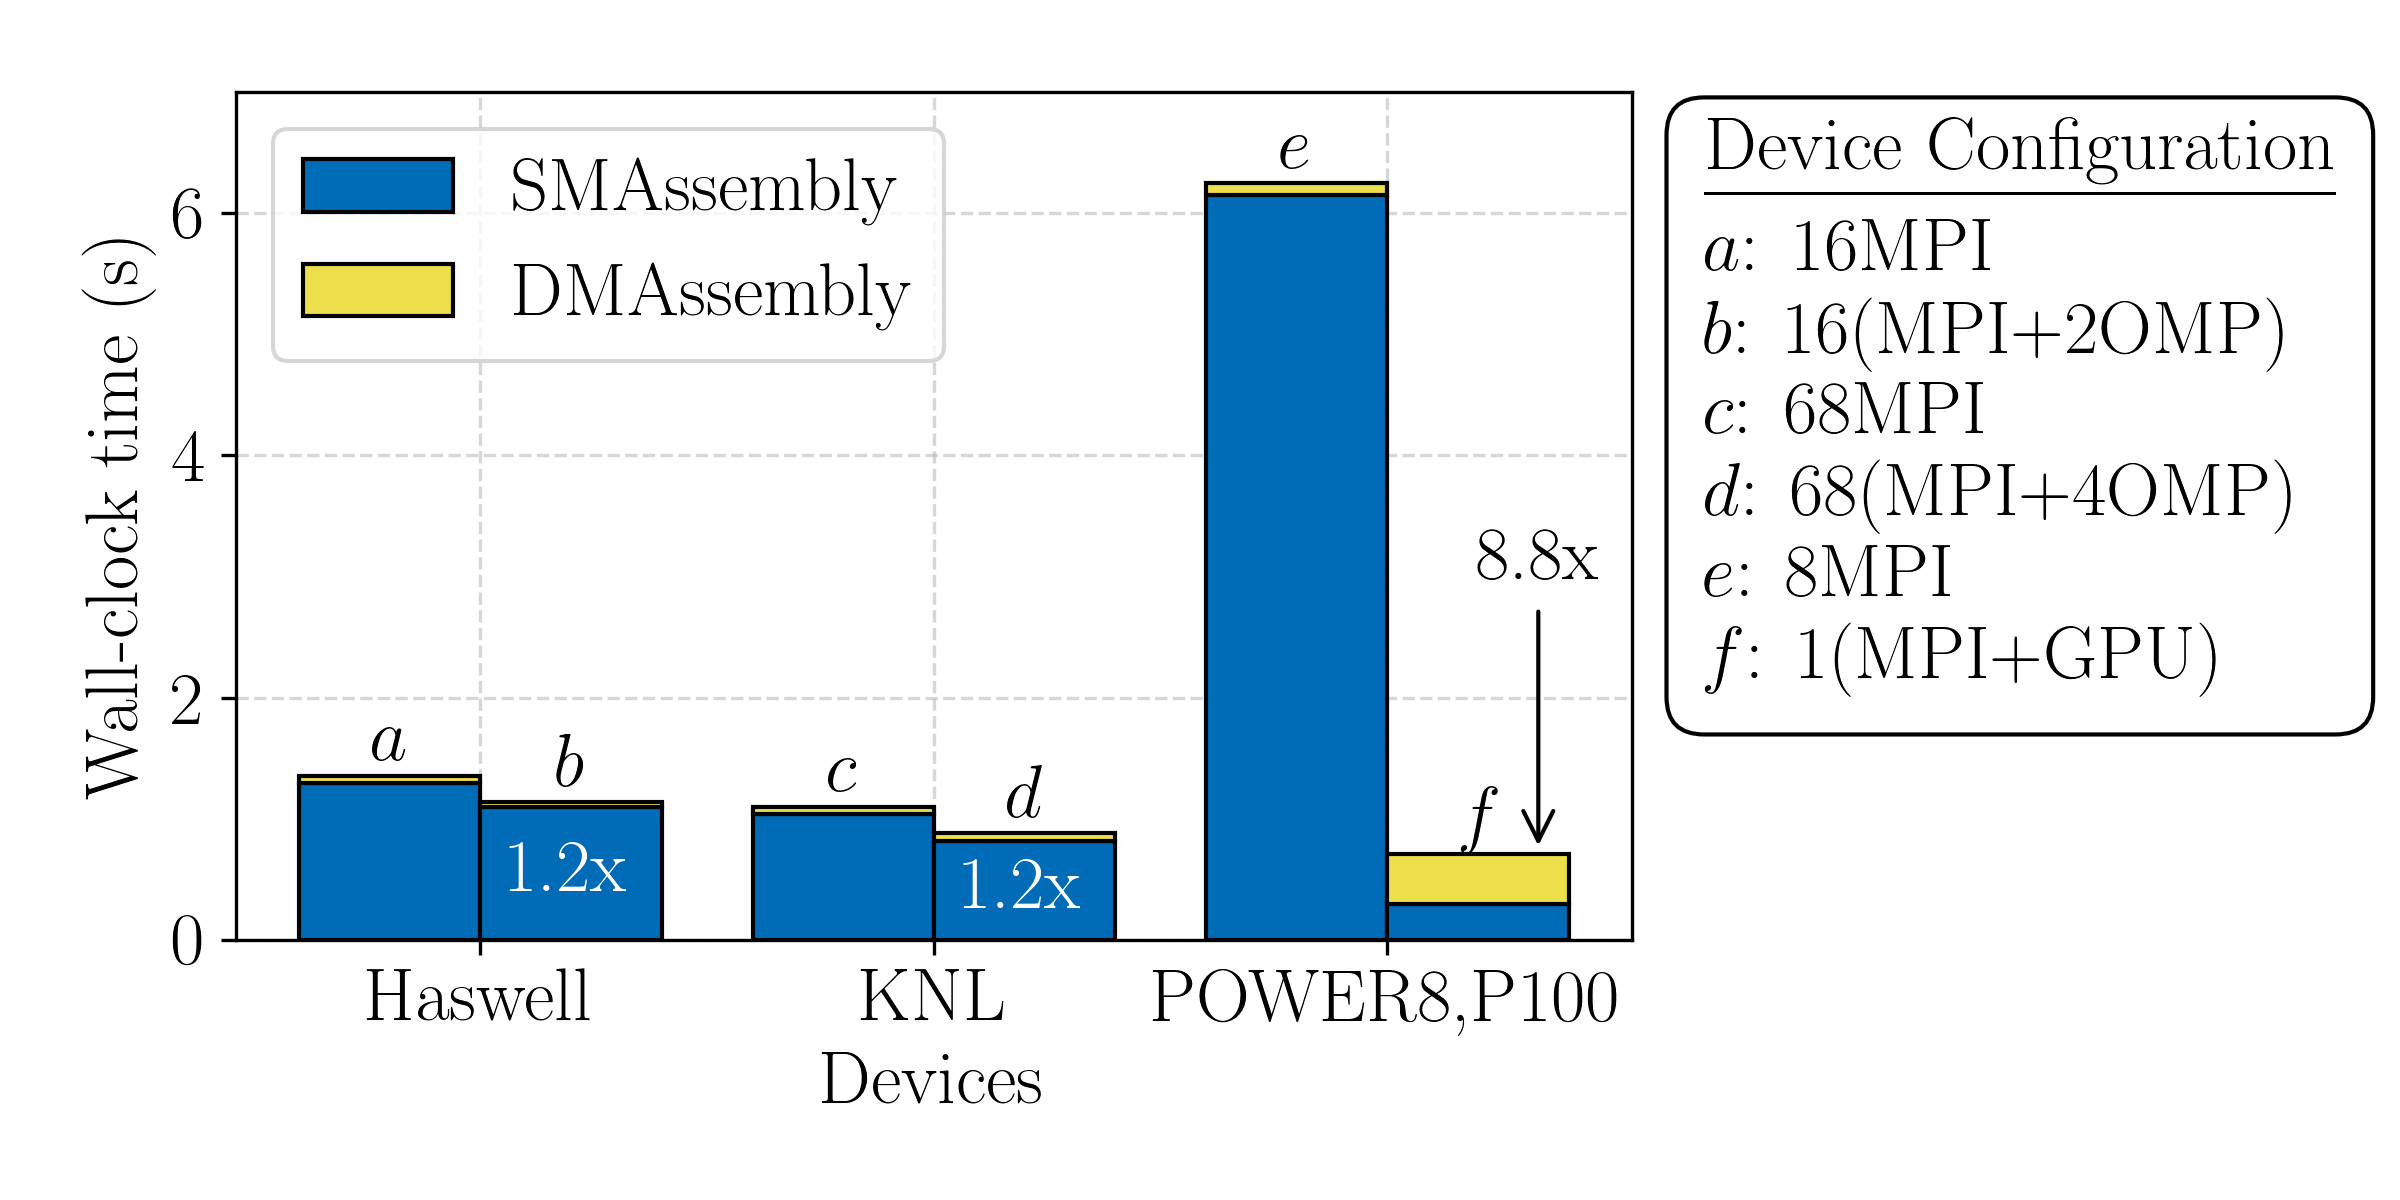 SMAssembly
DMAssembly
Wall-clock time (s)
6
4
2
0
a
b
c
d
e
f
1.2x
1.2x
8.8x
Haswell
KNL
POWER8,P100
Devices
Device Configuration
a: 16MPI
b: 16(MPI+2OMP)
c: 68MPI
d: 68(MPI+4OMP)
e: 8MPI
f: 1(MPI+GPU)